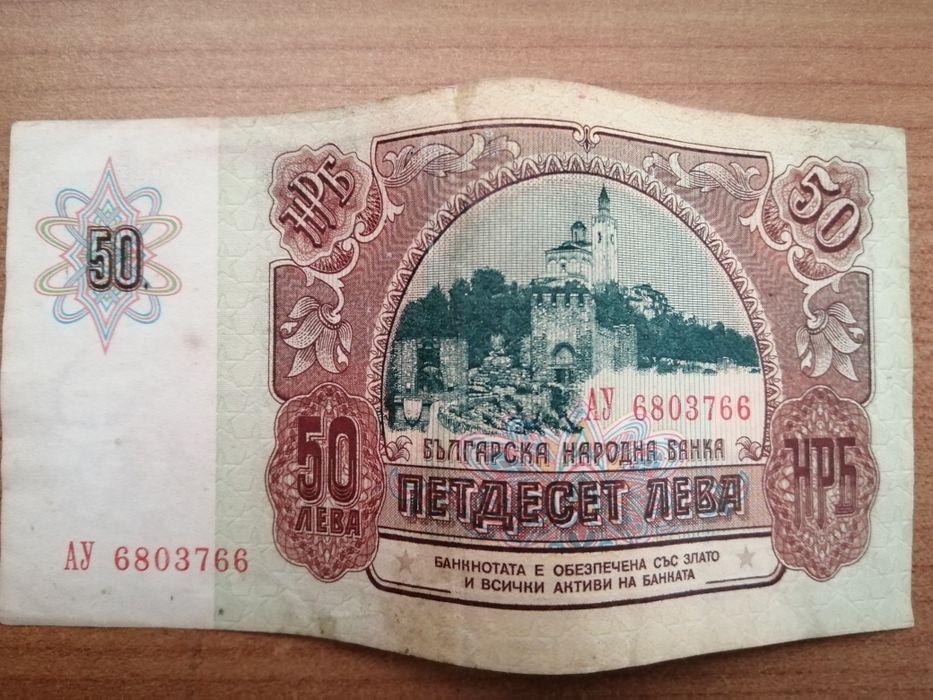 50
НРБ
50
АУ 6803766
БЪЛГАРСКА НАРОДНА БАНКА
50
ЛЕВА
ПЕТДЕСЕТ ЛЕВА
НРБ
АУ 6803766
БАНКНОТАТА Е ОБЕЗПЕЧЕНА СЪС ЗЛАТО
И ВСИЧКИ АКТИВИ НА БАНКАТА